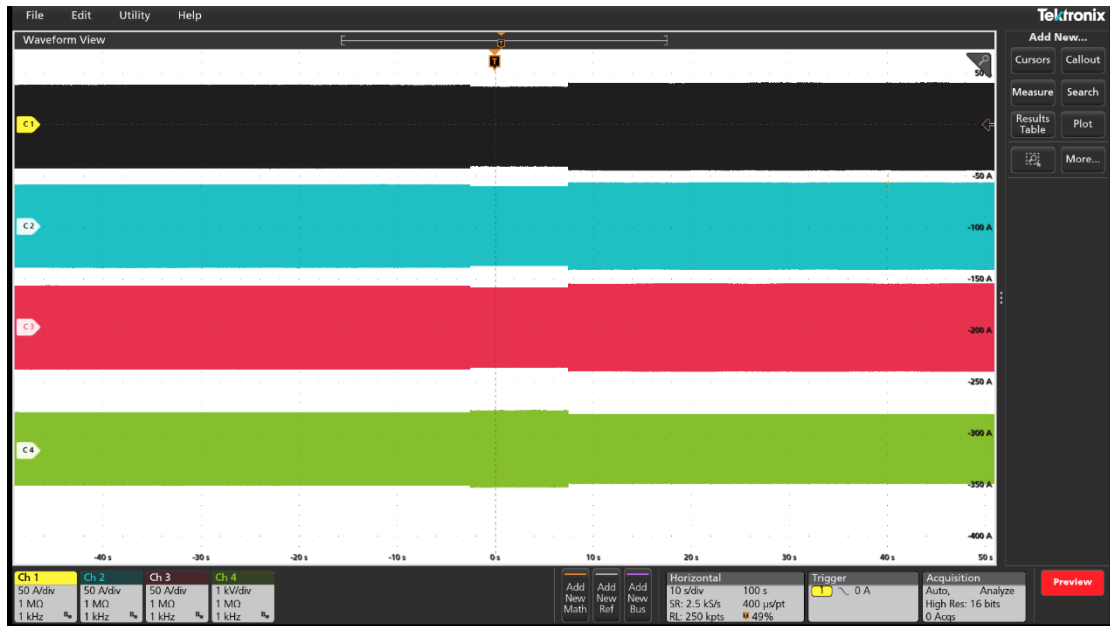 File Edit Utility Help
Tektronix
Waveform View
Add New...
T
T
50
Cursors Callout
Measure Search
C 1
Results Table Plot
More...
-50 A
C 2
-100 A
-150 A
C 3
-200 A
-250 A
-300 A
C 4
-350 A
-400 A
-40 s -30 s -20 s -10 s 0 s 10 s 20 s 30 s 40 s 50 s
Ch 1
50 A/div
1 MΩ
1 kHz
Ch 2
50 A/div
1 MΩ
1 kHz
Ch 3
50 A/div
1 MΩ
1 kHz
Ch 4
1 kV/div
1 MΩ
1 kHz
Add New Math
Add New Ref
Add New Bus
Horizontal
10 s/div 100 s
SR: 2.5 kS/s 400 µs/pt
RL: 250 kpts 49%
Trigger
1 0 A
Acquisition
Auto, Analyze
High Res: 16 bits
0 Acqs
Preview